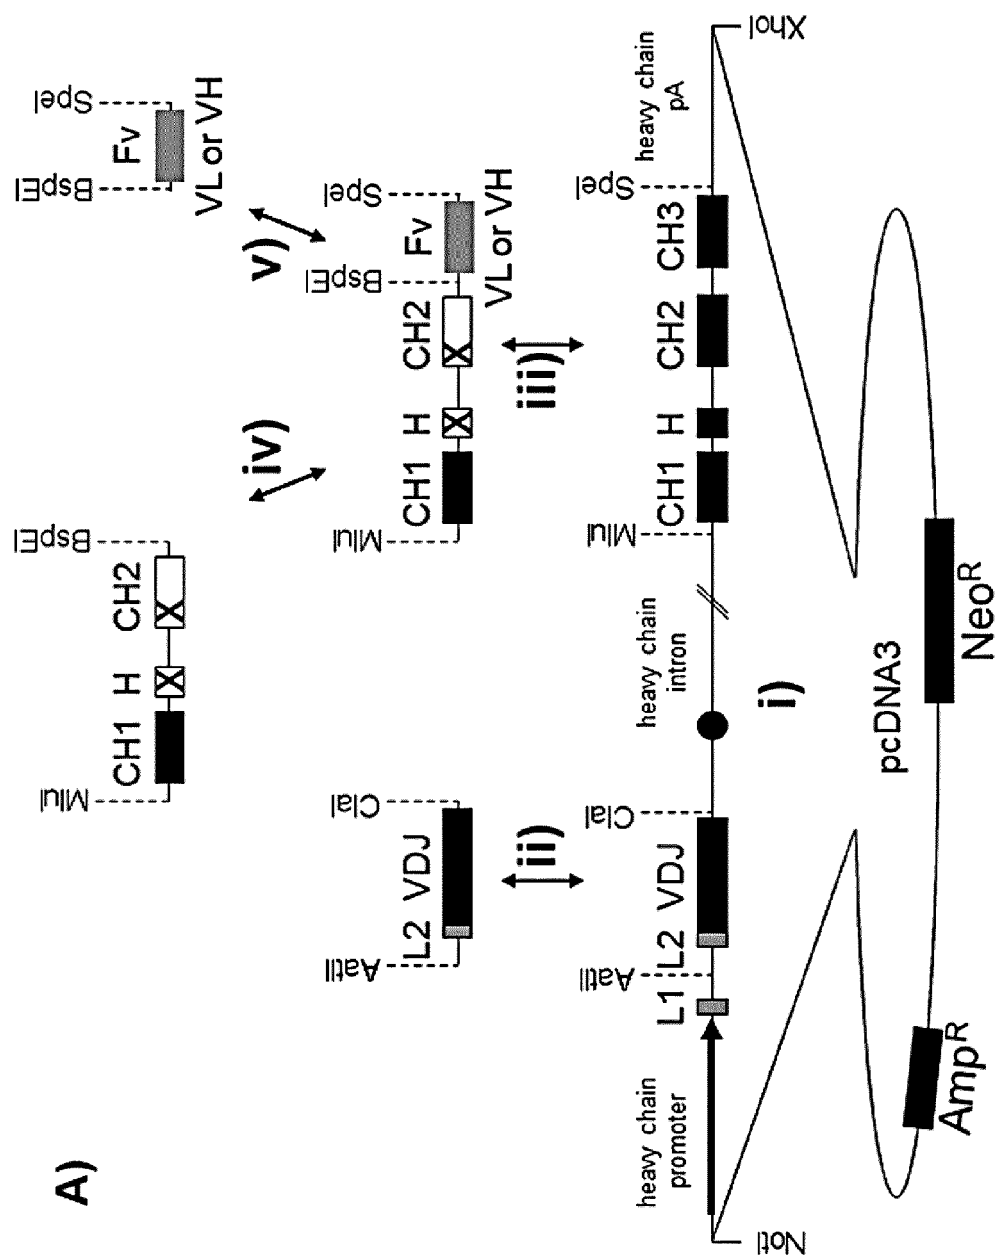 A)
MluI
BspEI
CH1
H
CH2
BspEI
SpeI
Fv
VL or VH
iv)
v)
AatII
ClaI
L2
VDJ
MluI
BspEI
SpeI
CH1
H
CH2
Fv
VL or VH
ii)
iii)
heavy chain
promoter
L1
AatII
L2
VDJ
ClaI
heavy chain
intron
MluI
CH1
H
CH2
CH3
SpeI
heavy chain
pA
NotI
XhoI
i)
pcDNA3
Amp^R
Neo^R